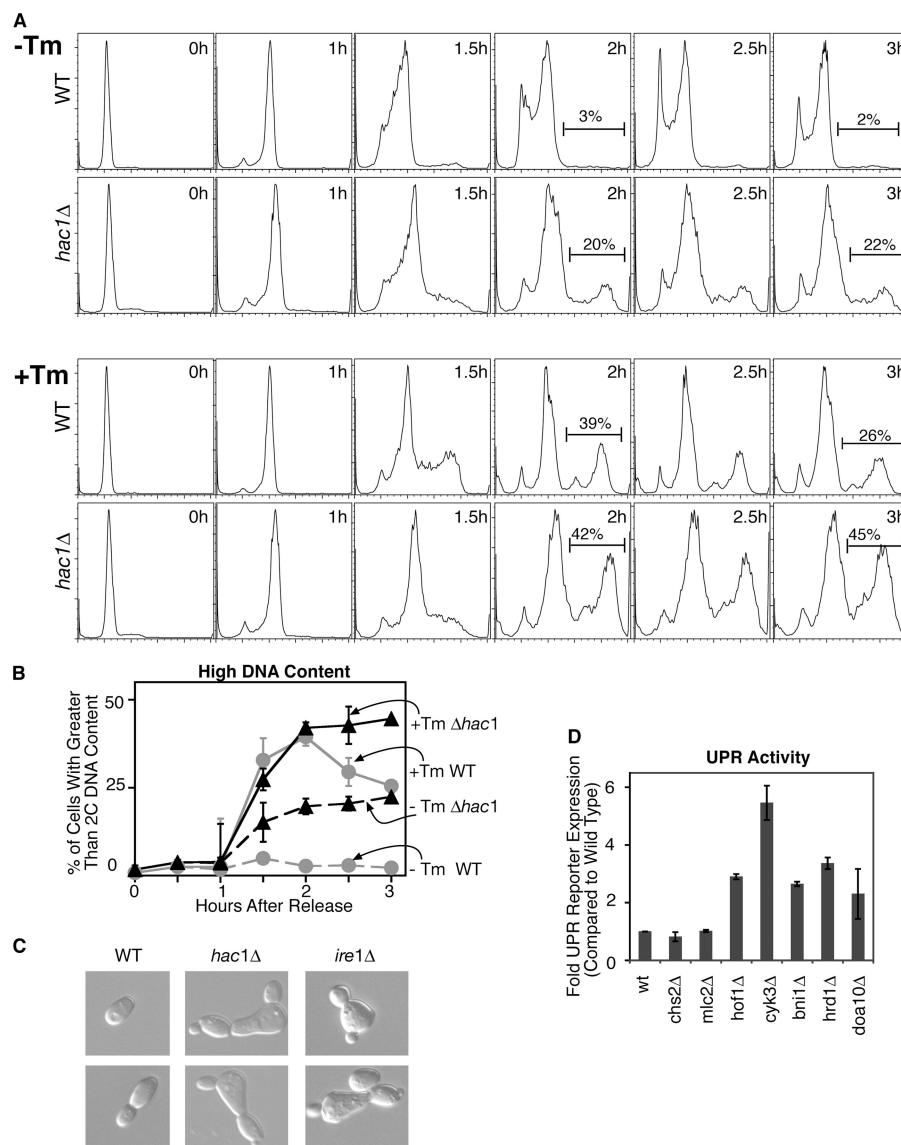 A
-Tm
WT
0h
1h
1.5h
2h
3%
2.5h
3h
2%
hac1Δ
0h
1h
1.5h
2h
20%
2.5h
3h
22%
+Tm
WT
0h
1h
1.5h
2h
39%
2.5h
3h
26%
hac1Δ
0h
1h
1.5h
2h
42%
2.5h
3h
45%
B
High DNA Content
% of Cells With Greater
Than 2C DNA Content
50
25
0
0
1
2
3
Hours After Release
+Tm Δhac1
+Tm WT
- Tm Δhac1
- Tm WT
C
WT
hac1Δ
ire1Δ
D
UPR Activity
Fold UPR Reporter Expression
(Compared to Wild Type)
6
4
2
0
wt
chs2Δ
mlc2Δ
hof1Δ
cyk3Δ
bni1Δ
hrd1Δ
doa10Δ